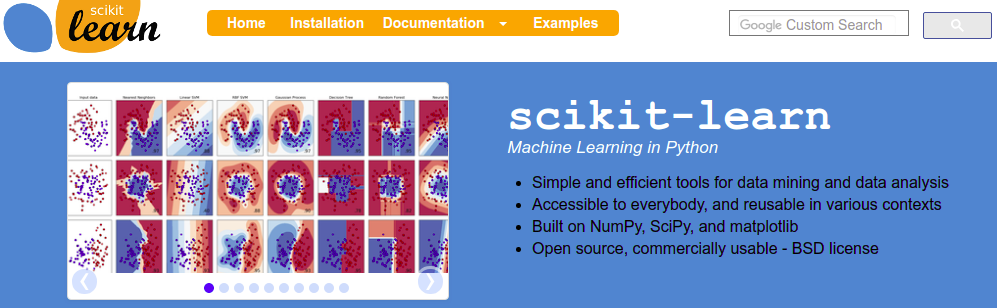 scikit
learn
Home Installation Documentation Examples
Google Custom Search
Input data Nearest Neighbors Linear SVM RBF SVM Gaussian Process Decision Tree Random Forest
scikit-learn
Machine Learning in Python
Simple and efficient tools for data mining and data analysis
Accessible to everybody, and reusable in various contexts
Built on NumPy, SciPy, and matplotlib
Open source, commercially usable - BSD license